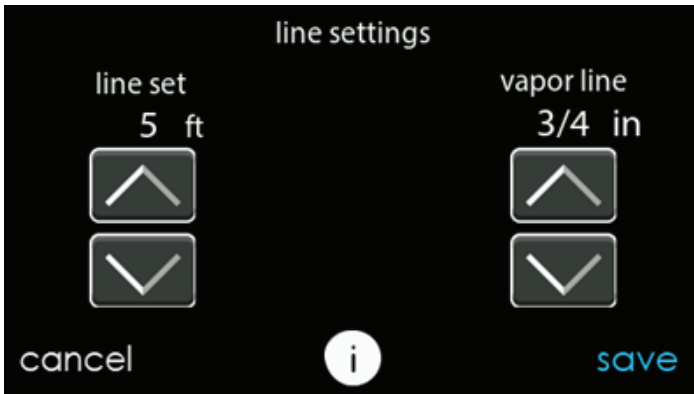 line settings
line set
vapor line
5 ft
3/4 in
cancel
i
save